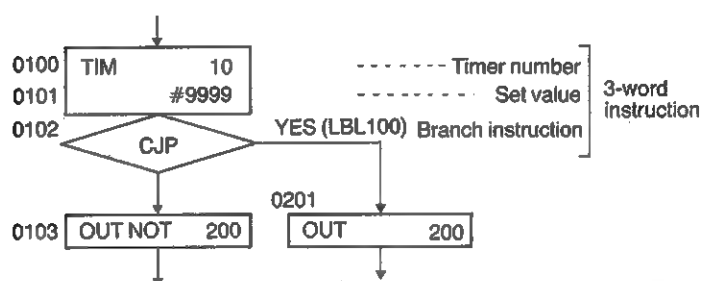 0100 TIM 10 Timer number
0101 #9999 Set value
3-word
instruction
0102 CJP YES (LBL100) Branch instruction
0201
0103 OUT NOT 200 OUT 200